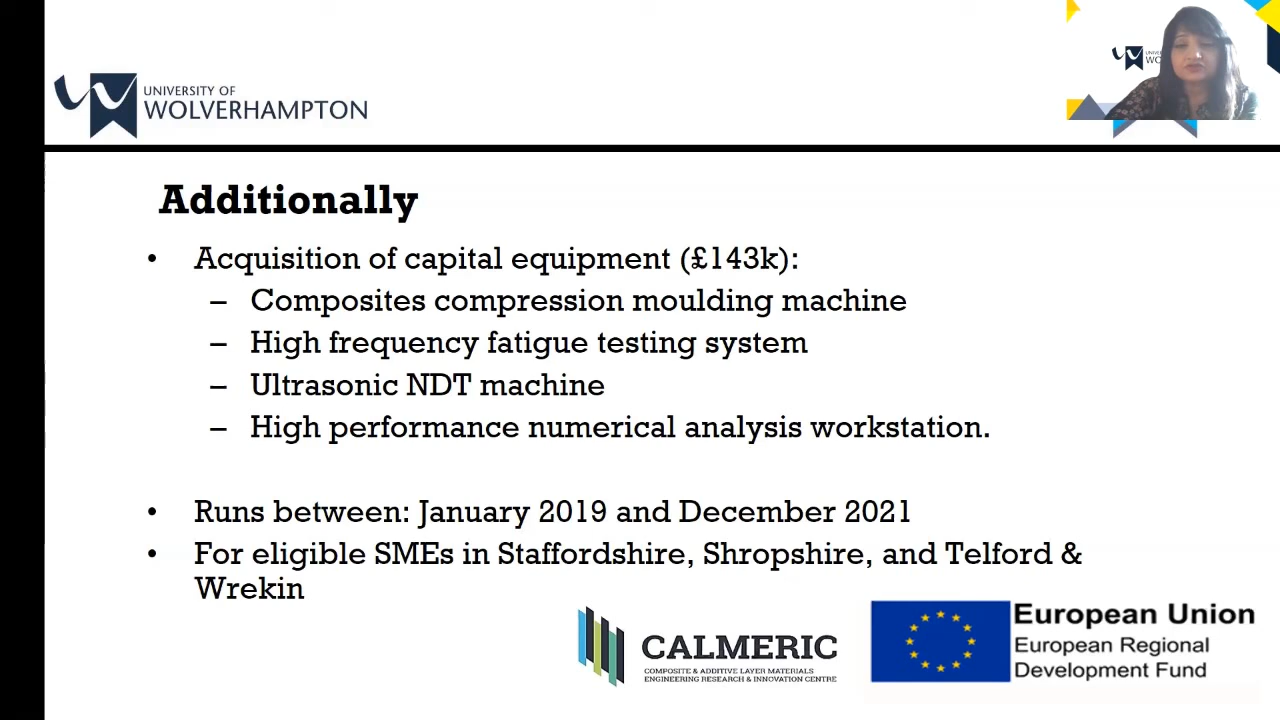 UNIVERSITY OF
WOLVERHAMPTON
Additionally
• Acquisition of capital equipment (£143k):
– Composites compression moulding machine
– High frequency fatigue testing system
– Ultrasonic NDT machine
– High performance numerical analysis workstation.
• Runs between: January 2019 and December 2021
• For eligible SMEs in Staffordshire, Shropshire, and Telford &
Wrekin
CALMERIC
COMPOSITE & ADDITIVE LAYER MATERIALS
ENGINEERING RESEARCH & INNOVATION CENTRE
European Union
European Regional
Development Fund